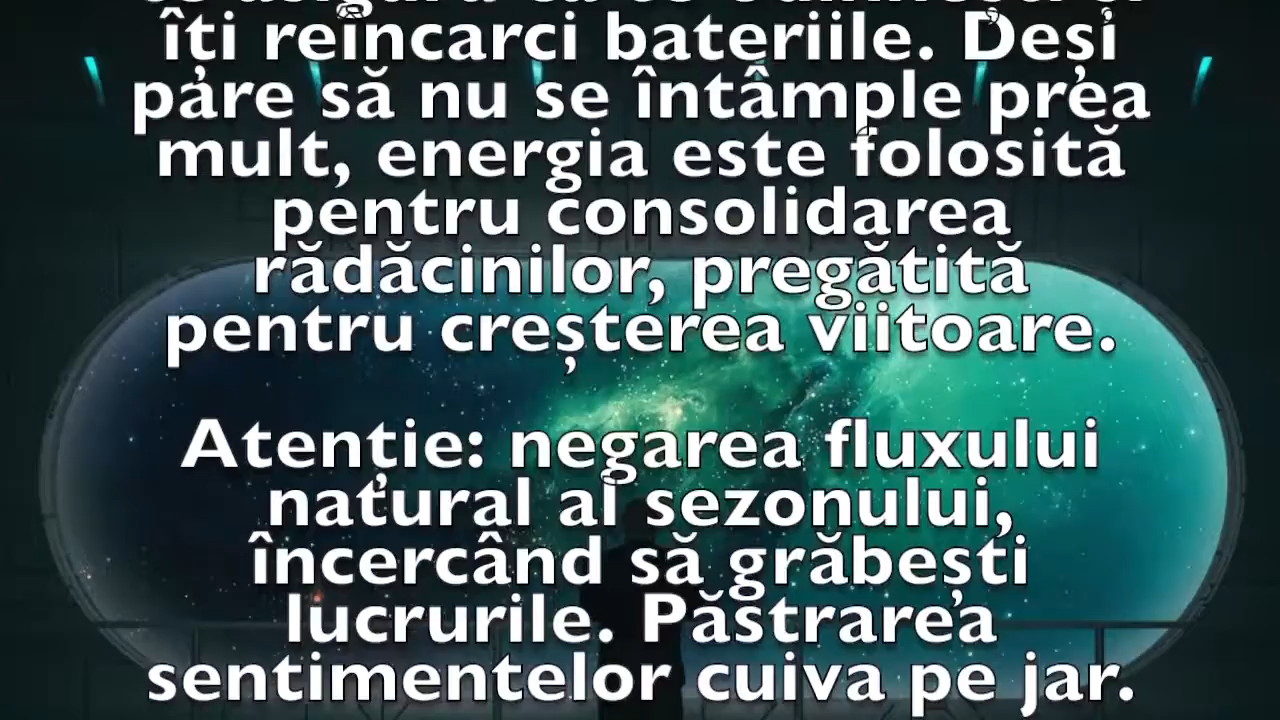 îți reîncarci bateriile. Deși
pare să nu se întâmple prea
mult, energia este folosită
pentru consolidarea
rădăcinilor, pregătită
pentru creșterea viitoare.
Atenție: negarea fluxului
natural al sezonului,
încercând să grăbești
lucrurile. Păstrarea
sentimentelor cuiva pe jar.